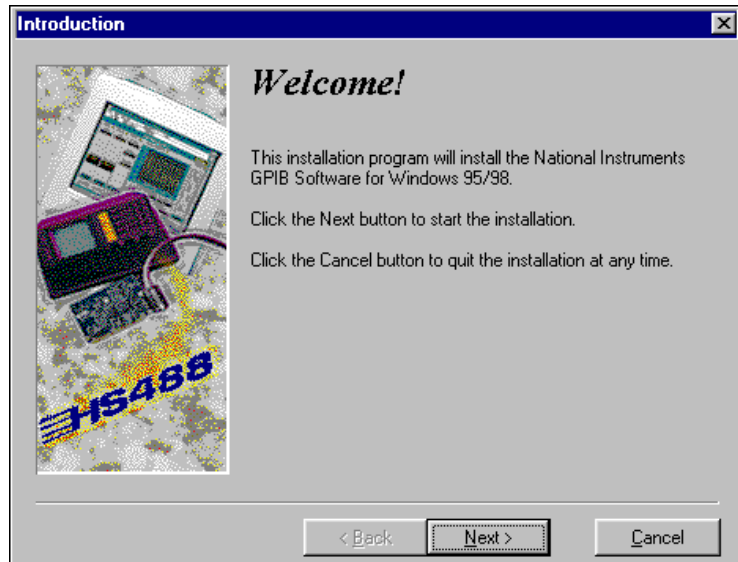 Introduction
Welcome!
This installation program will install the National Instruments
GPIB Software for Windows 95/98.
Click the Next button to start the installation.
Click the Cancel button to quit the installation at any time.
HS488
< Back
Next >
Cancel